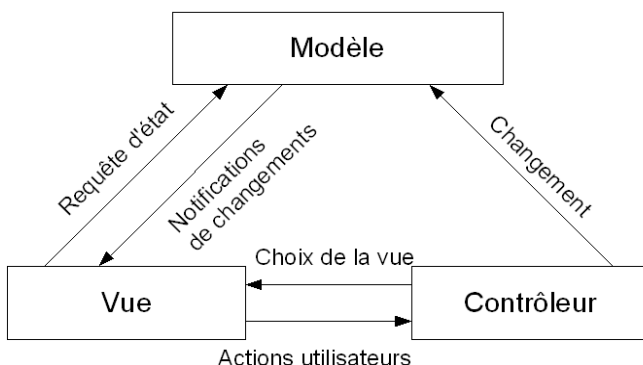 Modèle
Requête d'état
Notifications
de changements
Changement
Choix de la vue
Vue
Contrôleur
Actions utilisateurs